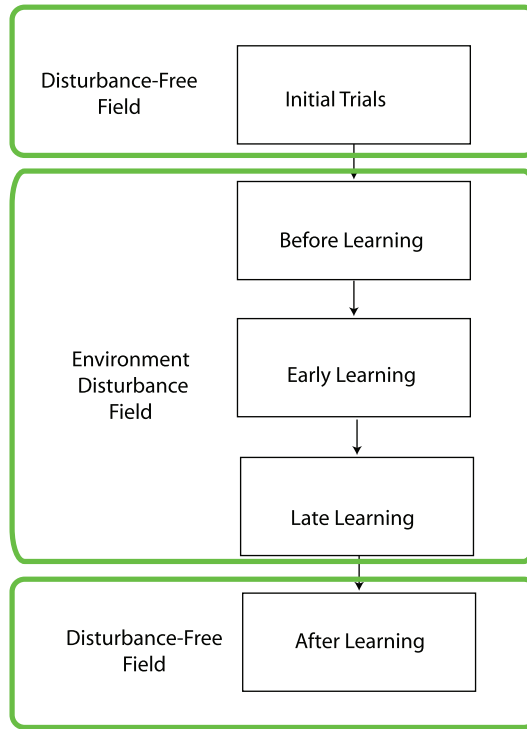 Disturbance-Free
Field
Initial Trials
Before Learning
Environment
Disturbance
Field
Early Learning
Late Learning
Disturbance-Free
Field
After Learning